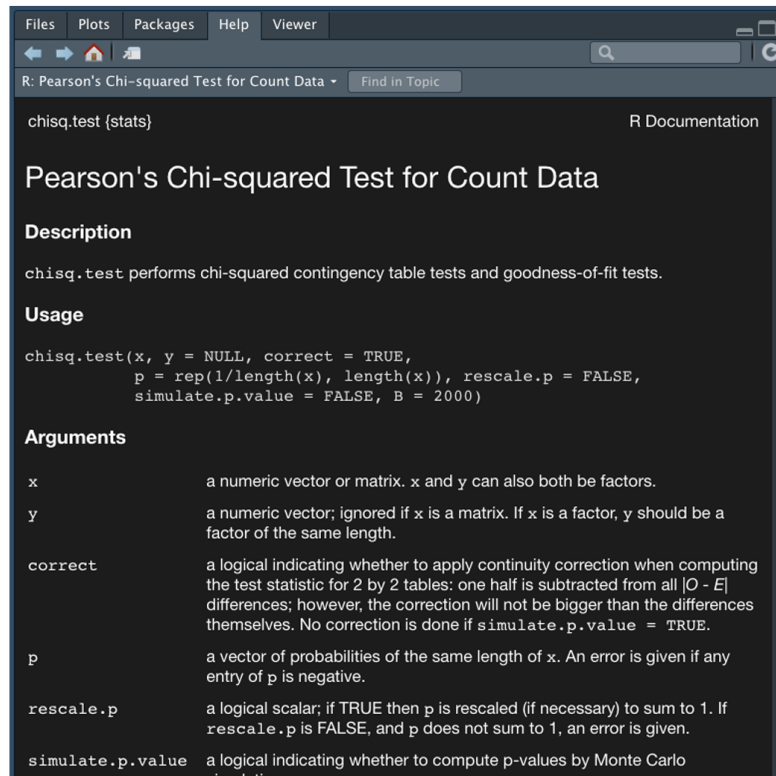 Files Plots Packages Help Viewer
R: Pearson's Chi-squared Test for Count Data Find in Topic
chisq.test {stats} R Documentation
Pearson's Chi-squared Test for Count Data
Description
chisq.test performs chi-squared contingency table tests and goodness-of-fit tests.
Usage
chisq.test(x, y = NULL, correct = TRUE,
p = rep(1/length(x), length(x)), rescale.p = FALSE,
simulate.p.value = FALSE, B = 2000)
Arguments
x a numeric vector or matrix. x and y can also both be factors.
y a numeric vector; ignored if x is a matrix. If x is a factor, y should be a
factor of the same length.
correct a logical indicating whether to apply continuity correction when computing
the test statistic for 2 by 2 tables: one half is subtracted from all |O - E|
differences; however, the correction will not be bigger than the differences
themselves. No correction is done if simulate.p.value = TRUE.
p a vector of probabilities of the same length of x. An error is given if any
entry of p is negative.
rescale.p a logical scalar; if TRUE then p is rescaled (if necessary) to sum to 1. If
rescale.p is FALSE, and p does not sum to 1, an error is given.
simulate.p.value a logical indicating whether to compute p-values by Monte Carlo